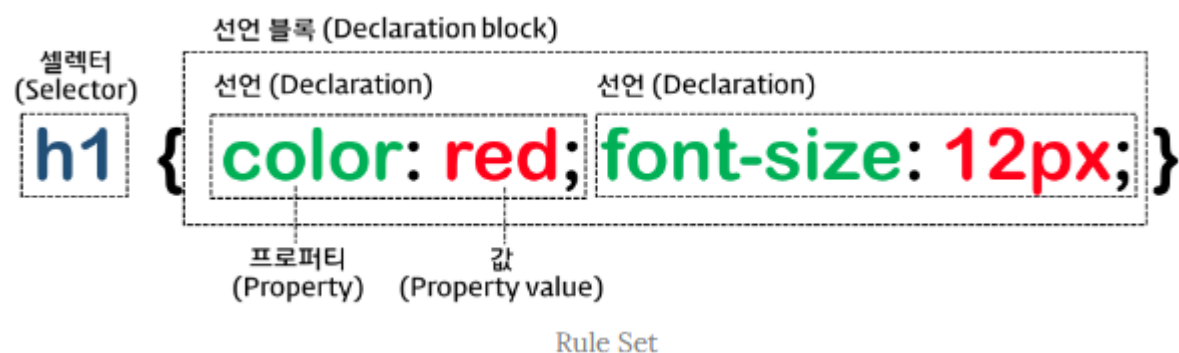 선언 블록 (Declaration block)
셀렉터
(Selector)
선언 (Declaration) 선언 (Declaration)
h1 { color: red; font-size: 12px; }
프로퍼티 값
(Property) (Property value)
Rule Set